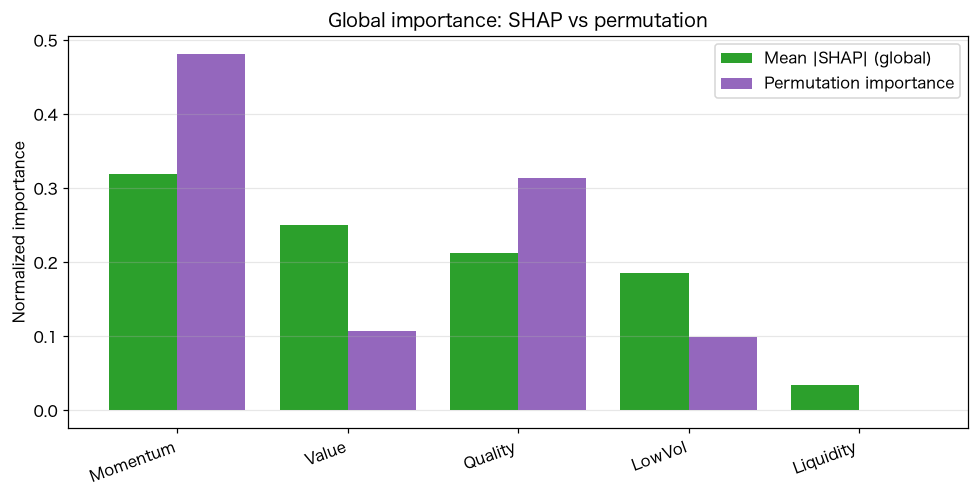 Global importance: SHAP vs permutation
Mean |SHAP| (global)
Permutation importance
Normalized importance
0.5
0.4
0.3
0.2
0.1
0.0
Momentum
Value
Quality
LowVol
Liquidity